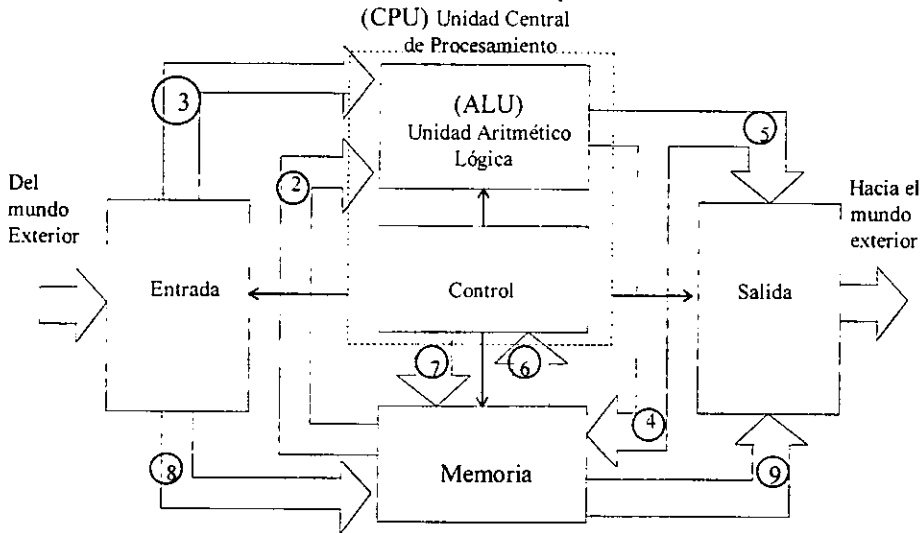 (CPU) Unidad Central
de Procesamiento
3
(ALU)
Unidad Aritmético
Lógica
5
2
Del
mundo
Exterior
Hacia el
mundo
exterior
Entrada
Control
Salida
7
6
4
Memoria
8
9